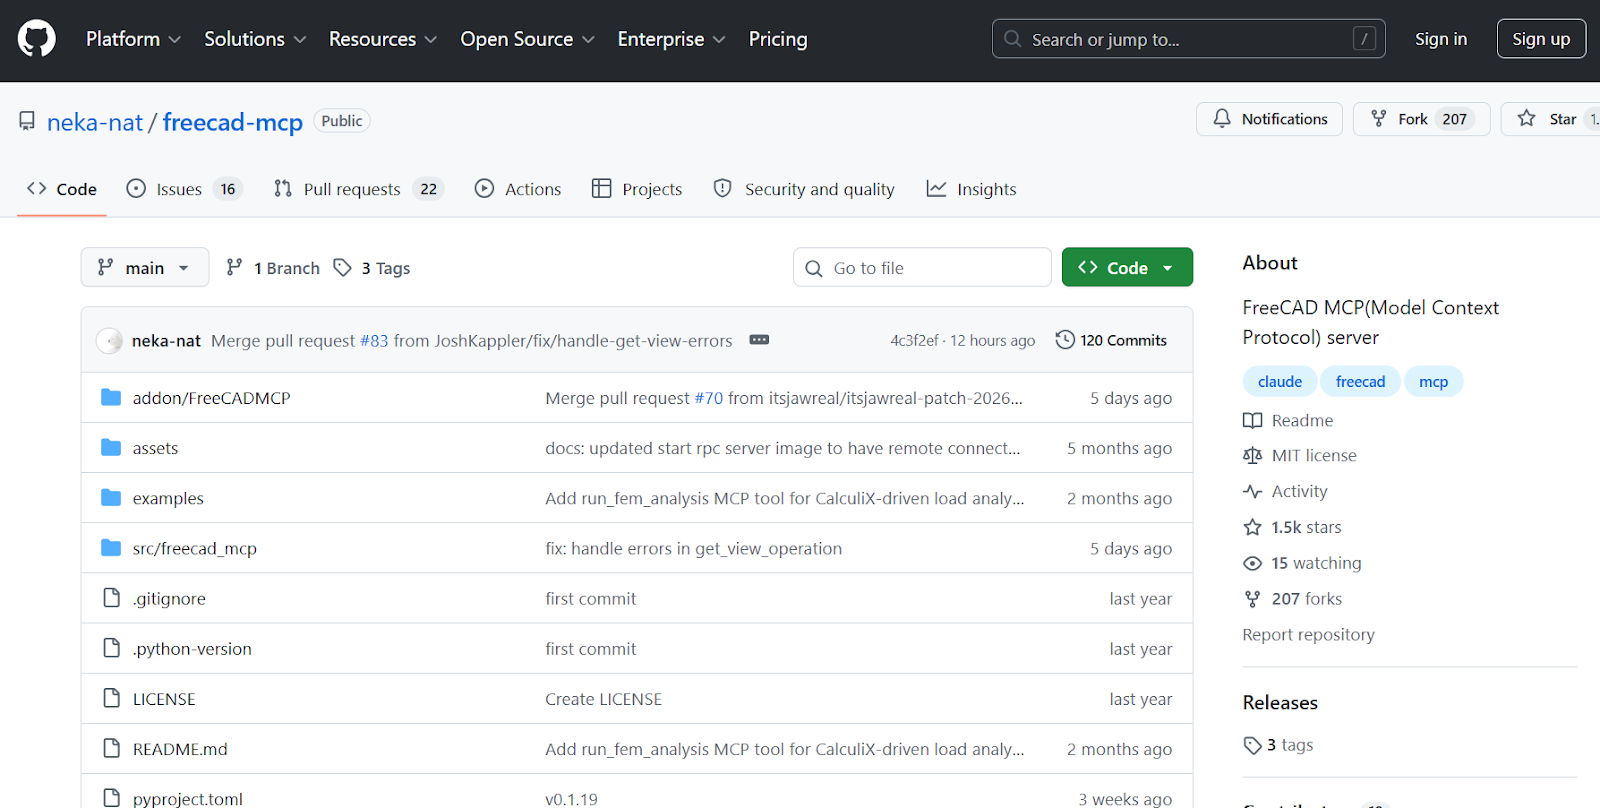 Platform Solutions Resources Open Source Enterprise Pricing Search or jump to... / Sign in Sign up
neka-nat / freecad-mcp Public Notifications Fork 207 Star 1.
Code Issues 16 Pull requests 22 Actions Projects Security and quality Insights
main 1 Branch 3 Tags Go to file Code
neka-nat Merge pull request #83 from JoshKappler/fix/handle-get-view-errors 4c3f2ef · 12 hours ago 120 Commits
addon/FreeCADMCP Merge pull request #70 from itsjawreal/itsjawreal-patch-2026... 5 days ago
assets docs: updated start rpc server image to have remote connect... 5 months ago
examples Add run_fem_analysis MCP tool for CalculiX-driven load analy... 2 months ago
src/freecad_mcp fix: handle errors in get_view_operation 5 days ago
.gitignore first commit last year
.python-version first commit last year
LICENSE Create LICENSE last year
README.md Add run_fem_analysis MCP tool for CalculiX-driven load analy... 2 months ago
pyproject.toml v0.1.19 3 weeks ago
About
FreeCAD MCP(Model Context
Protocol) server
claude freecad mcp
Readme
MIT license
Activity
1.5k stars
15 watching
207 forks
Report repository
Releases
3 tags